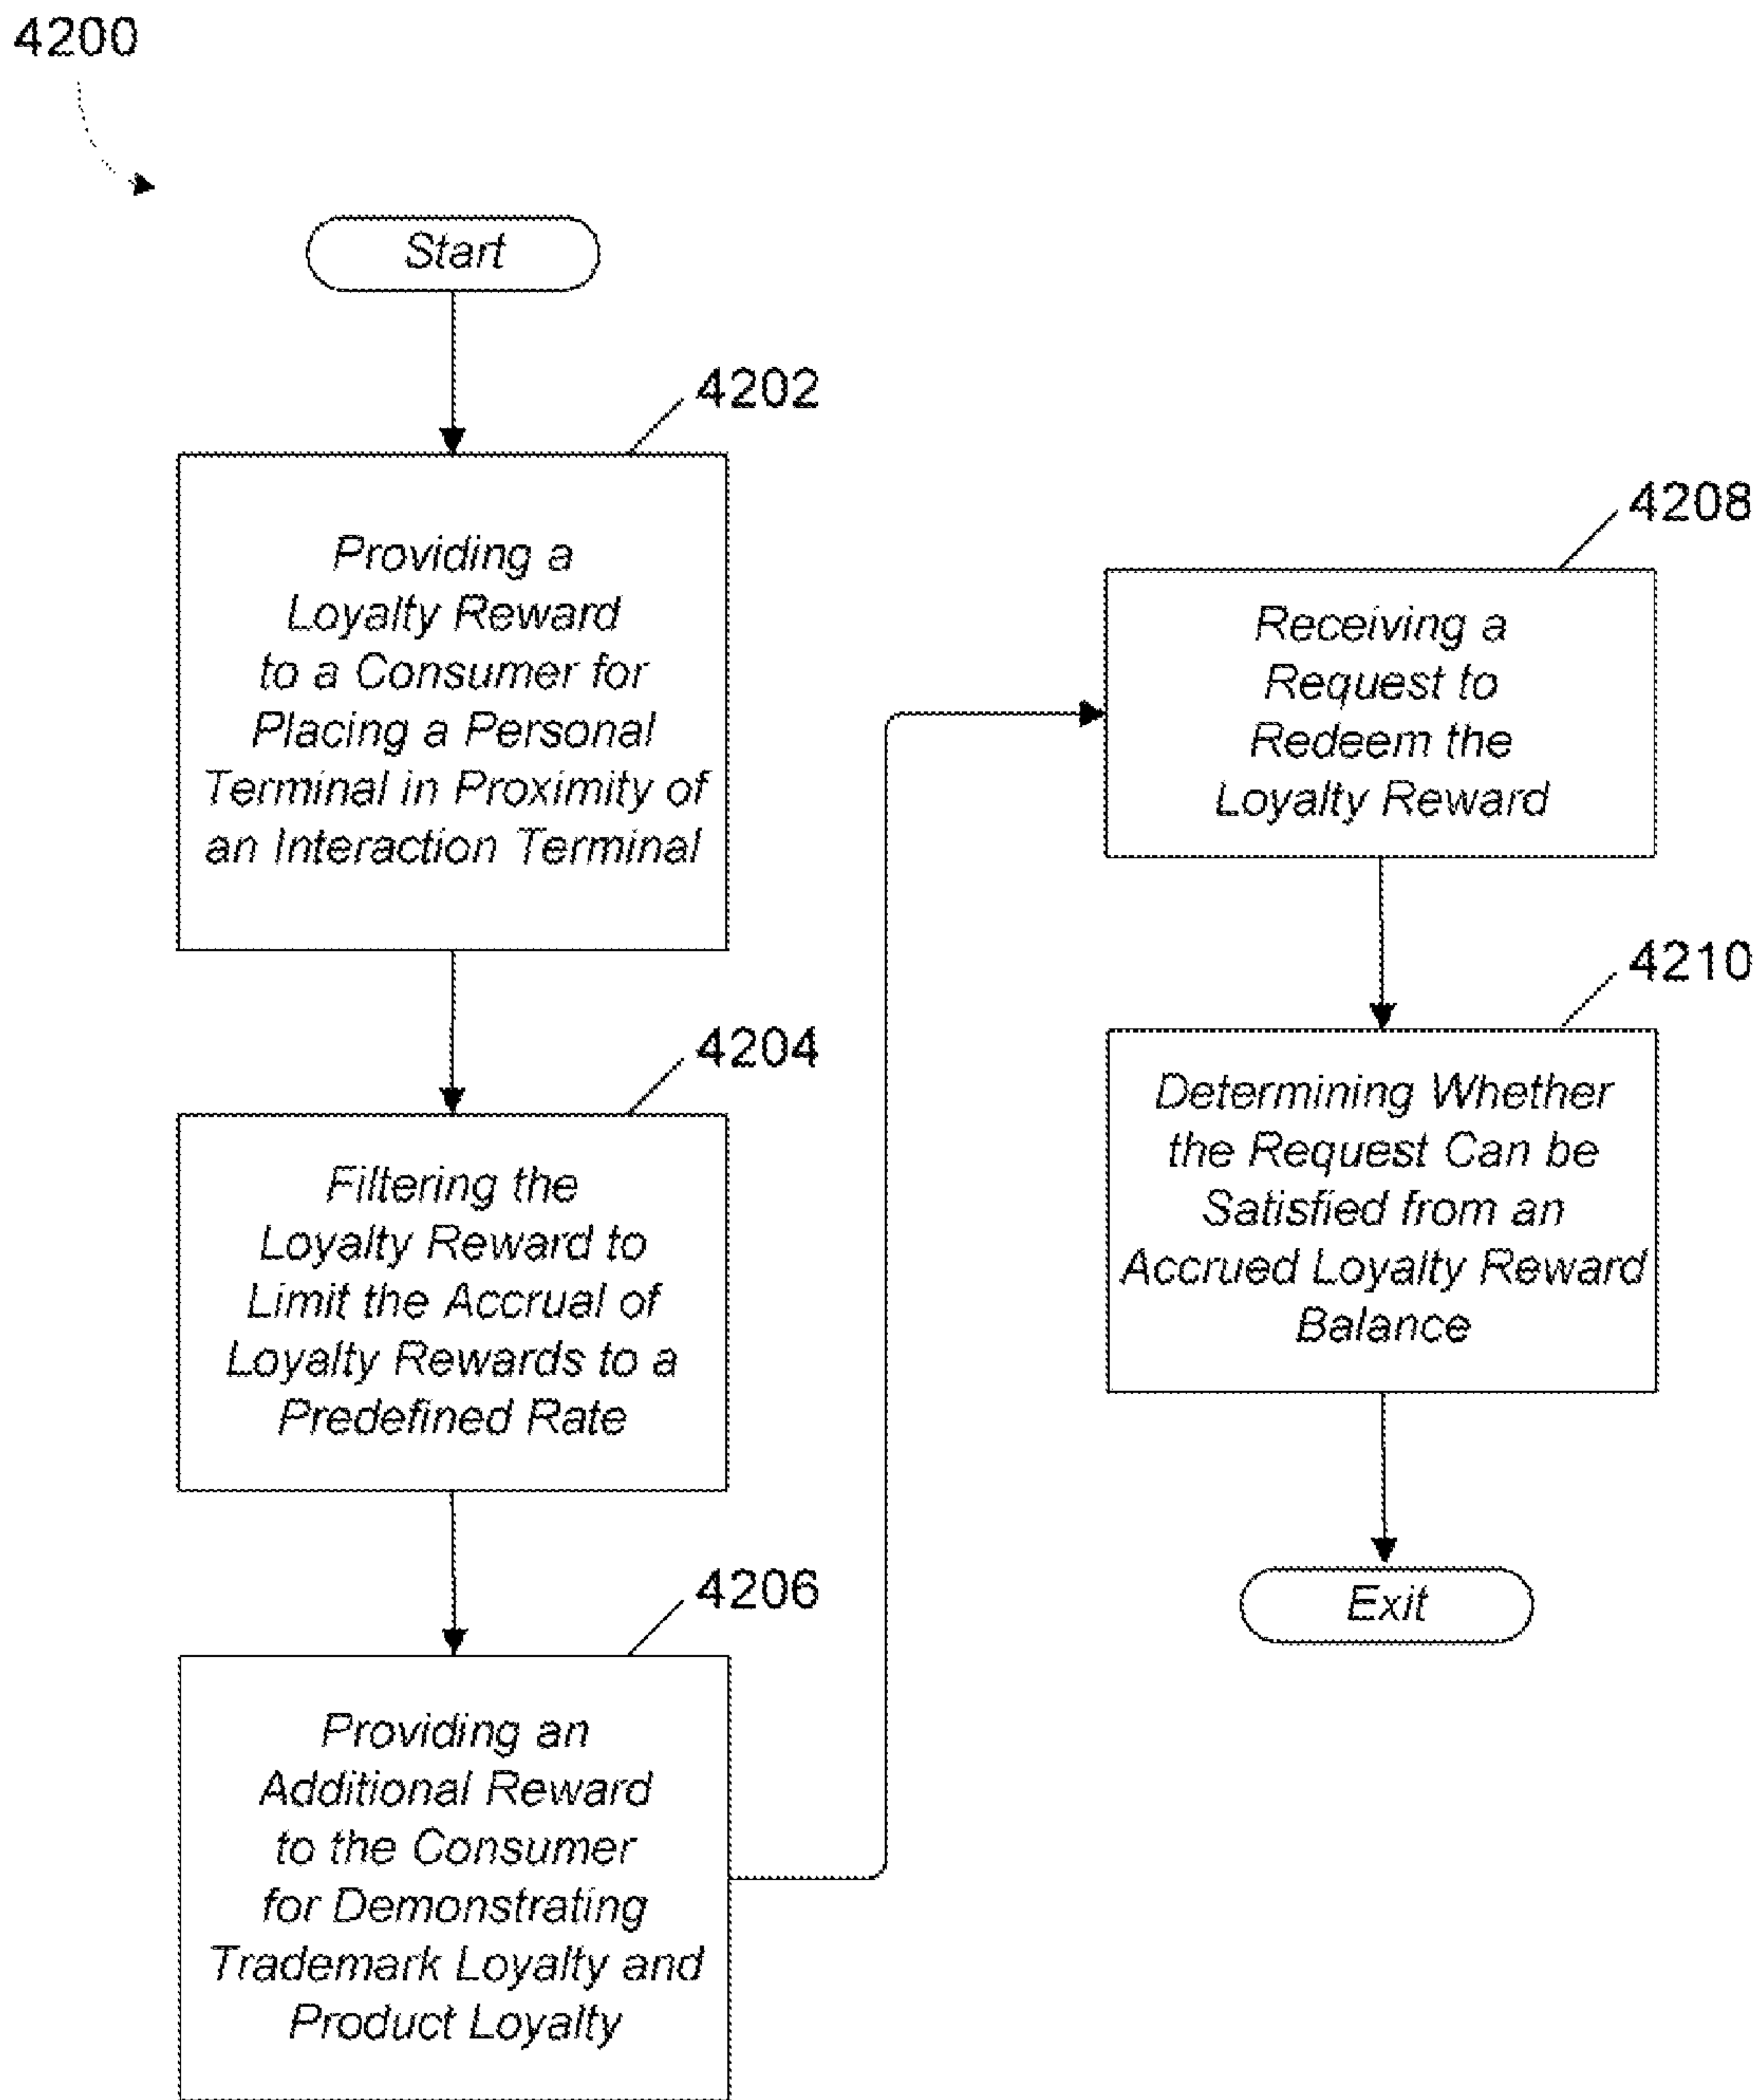 4200
Start
4202
Providing a
Loyalty Reward
to a Consumer for
Placing a Personal
Terminal in Proximity of
an Interaction Terminal
4204
Filtering the
Loyalty Reward to
Limit the Accrual of
Loyalty Rewards to a
Predefined Rate
4206
Providing an
Additional Reward
to the Consumer
for Demonstrating
Trademark Loyalty and
Product Loyalty
4208
Receiving a
Request to
Redeem the
Loyalty Reward
4210
Determining Whether
the Request Can be
Satisfied from an
Accrued Loyalty Reward
Balance
Exit